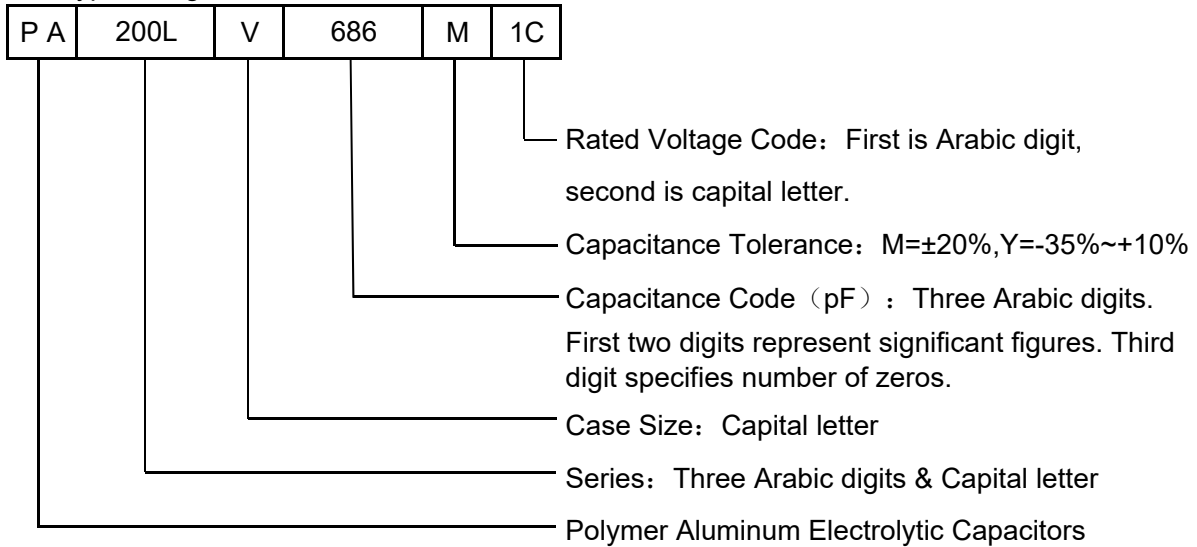 P A 200L V 686 M 1C
Rated Voltage Code：First is Arabic digit,
second is capital letter.
Capacitance Tolerance：M=±20%,Y=-35%~+10%
Capacitance Code（pF）：Three Arabic digits.
First two digits represent significant figures. Third
digit specifies number of zeros.
Case Size：Capital letter
Series：Three Arabic digits & Capital letter
Polymer Aluminum Electrolytic Capacitors